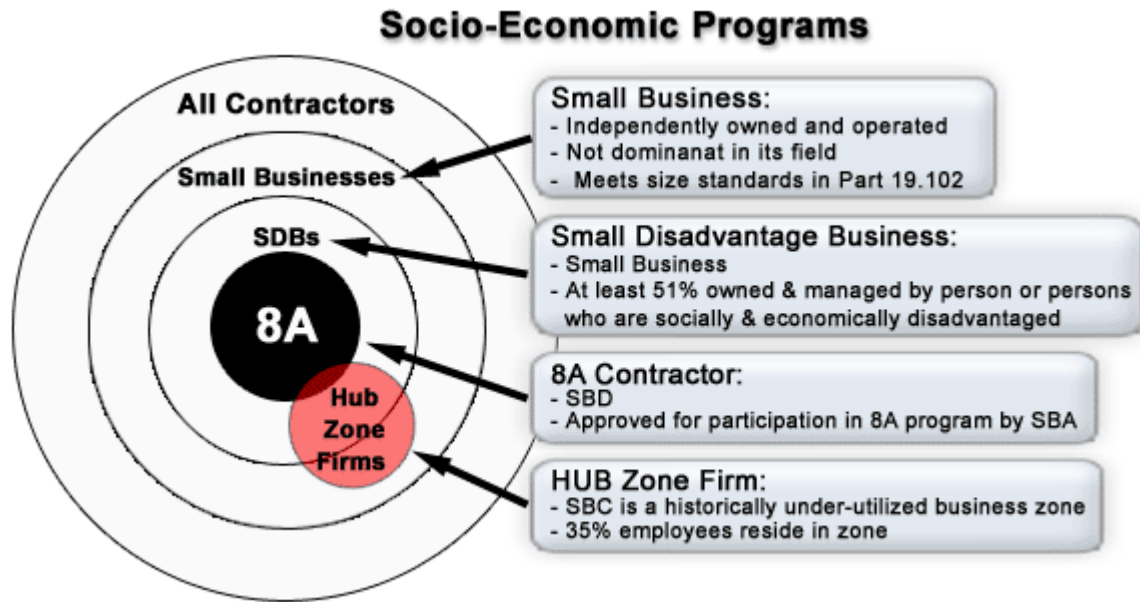 Socio-Economic Programs
All Contractors
Small Businesses
SDBs
8A
Hub
Zone
Firms
Small Business:
- Independently owned and operated
- Not dominanat in its field
- Meets size standards in Part 19.102
Small Disadvantage Business:
- Small Business
- At least 51% owned & managed by person or persons
who are socially & economically disadvantaged
8A Contractor:
- SBD
- Approved for participation in 8A program by SBA
HUB Zone Firm:
- SBC is a historically under-utilized business zone
- 35% employees reside in zone